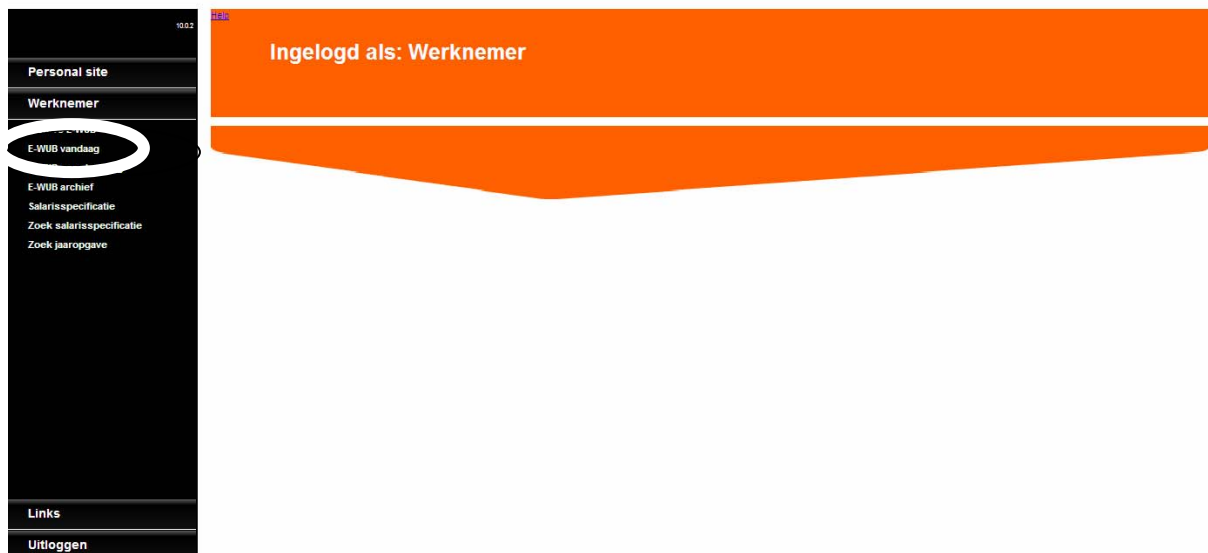 10.0.2
Help
Ingelogd als: Werknemer
Personal site
Werknemer
E-WUB
E-WUB vandaag
E-WUB archief
Salarisspecificatie
Zoek salarisspecificatie
Zoek jaaropgave
Links
Uitloggen